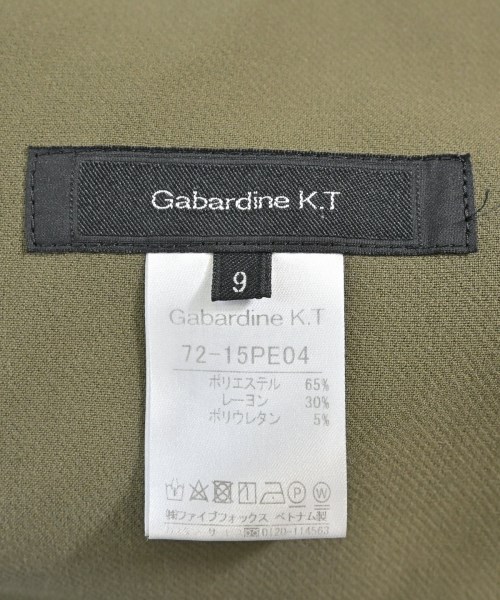 Gabardine K.T
9
Gabardine K.T
72-15PE04
ポリエステル 65%
レーヨン 30%
ポリウレタン 5%
P W
㈱ファイブフォックス ベトナム製
0120-114563